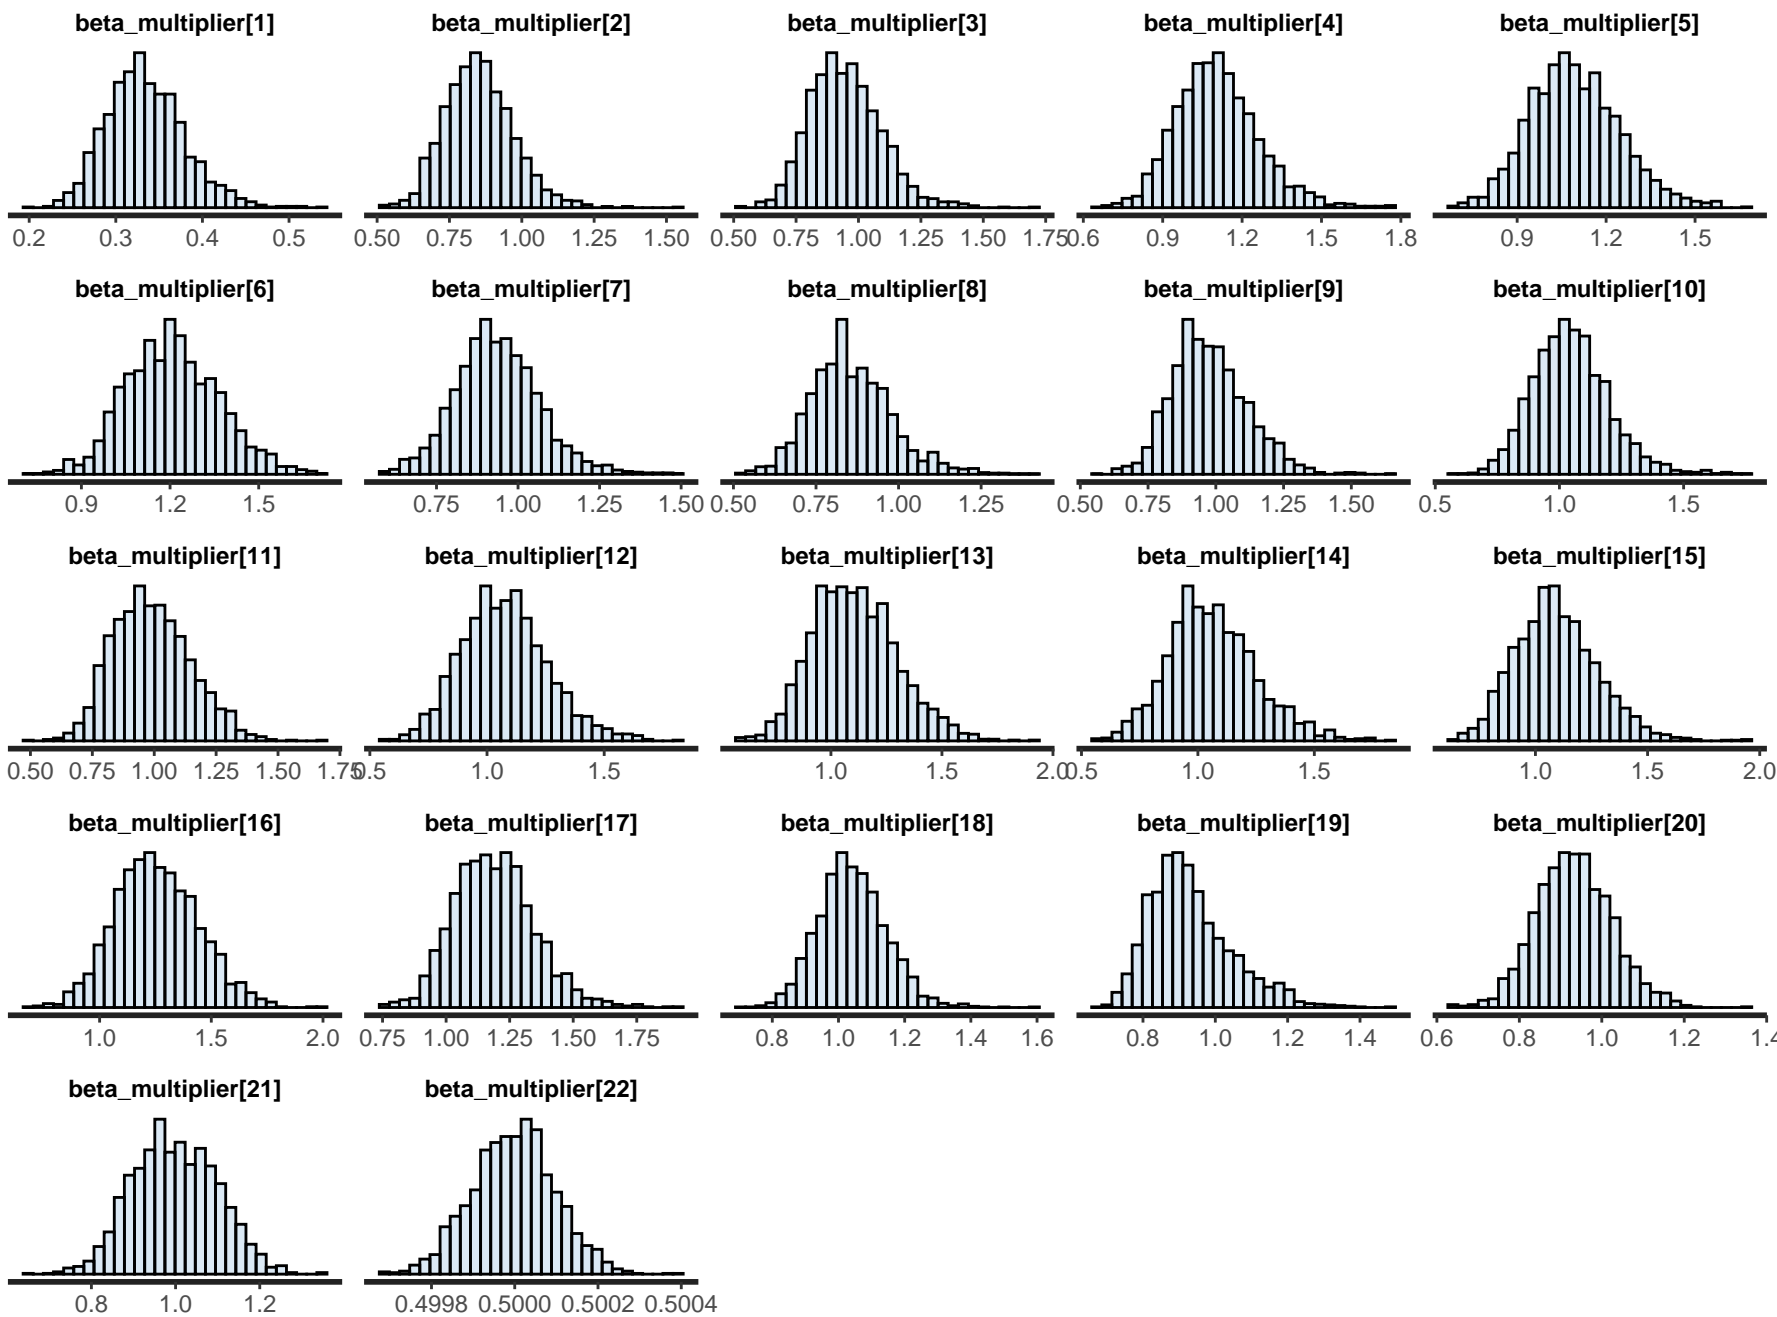 beta_multiplier[1] beta_multiplier[2] beta_multiplier[3] beta_multiplier[4] beta_multiplier[5]
0.2 0.3 0.4 0.5 0.50 0.75 1.00 1.25 1.50 0.50 0.75 1.00 1.25 1.50 1.75 0.6 0.9 1.2 1.5 1.8 0.9 1.2 1.5
beta_multiplier[6] beta_multiplier[7] beta_multiplier[8] beta_multiplier[9] beta_multiplier[10]
0.9 1.2 1.5 0.75 1.00 1.25 1.50 0.50 0.75 1.00 1.25 0.50 0.75 1.00 1.25 1.50 0.5 1.0 1.5
beta_multiplier[11] beta_multiplier[12] beta_multiplier[13] beta_multiplier[14] beta_multiplier[15]
0.50 0.75 1.00 1.25 1.50 1.75 0.5 1.0 1.5 1.0 1.5 2.0 0.5 1.0 1.5 1.0 1.5 2.0
beta_multiplier[16] beta_multiplier[17] beta_multiplier[18] beta_multiplier[19] beta_multiplier[20]
1.0 1.5 2.0 0.75 1.00 1.25 1.50 1.75 0.8 1.0 1.2 1.4 1.6 0.8 1.0 1.2 1.4 0.6 0.8 1.0 1.2 1.4
beta_multiplier[21] beta_multiplier[22]
0.8 1.0 1.2 0.4998 0.5000 0.5002 0.5004